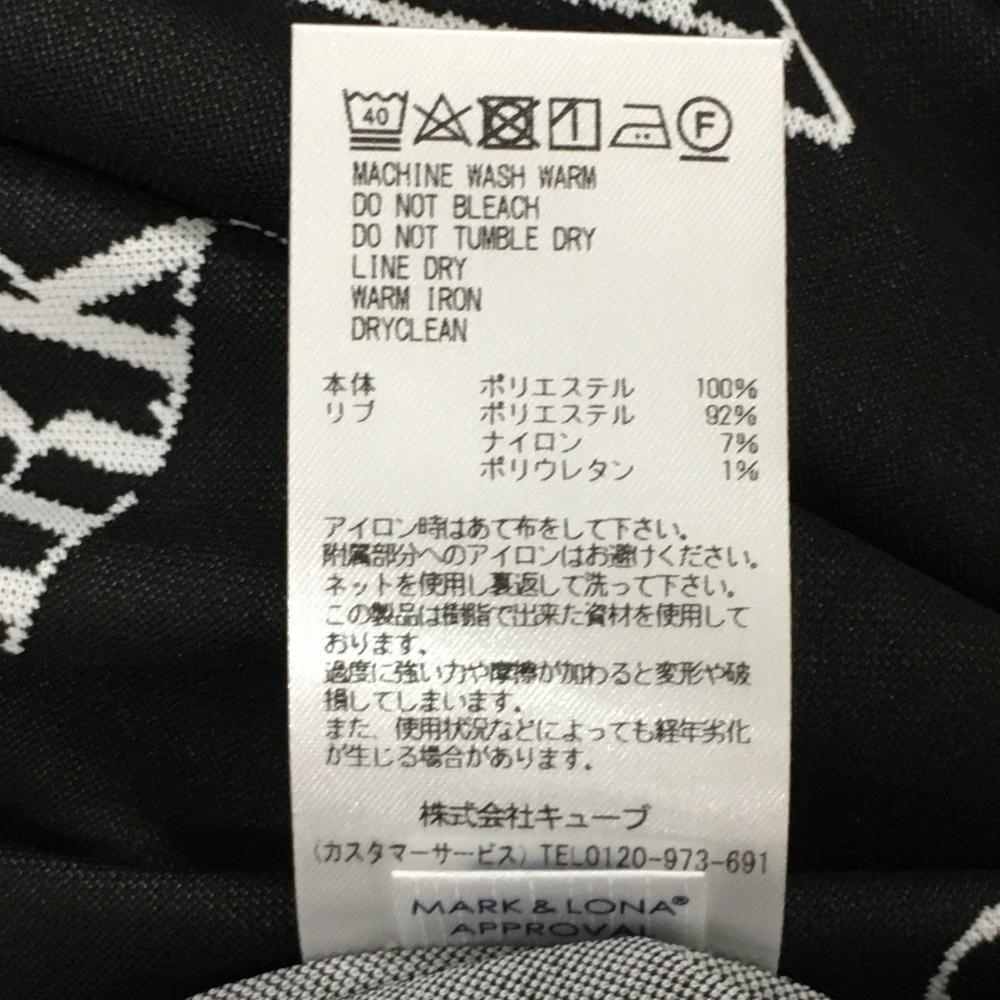 40 F
MACHINE WASH WARM
DO NOT BLEACH
DO NOT TUMBLE DRY
LINE DRY
WARM IRON
DRYCLEAN
本体 ポリエステル 100%
リブ ポリエステル 92%
ナイロン 7%
ポリウレタン 1%
アイロン時はあて布をして下さい。
附属部分へのアイロンはお避けください。
ネットを使用し裏返して洗って下さい。
この製品は樹脂で出来た資材を使用して
おります。
過度に強い力や摩擦が加わると変形や破
損してしまいます。
また、使用状況などによっても経年劣化
が生じる場合があります。
株式会社キューブ
(カスタマーサービス) TEL0120-973-691
MARK & LONA®
APPROVAL